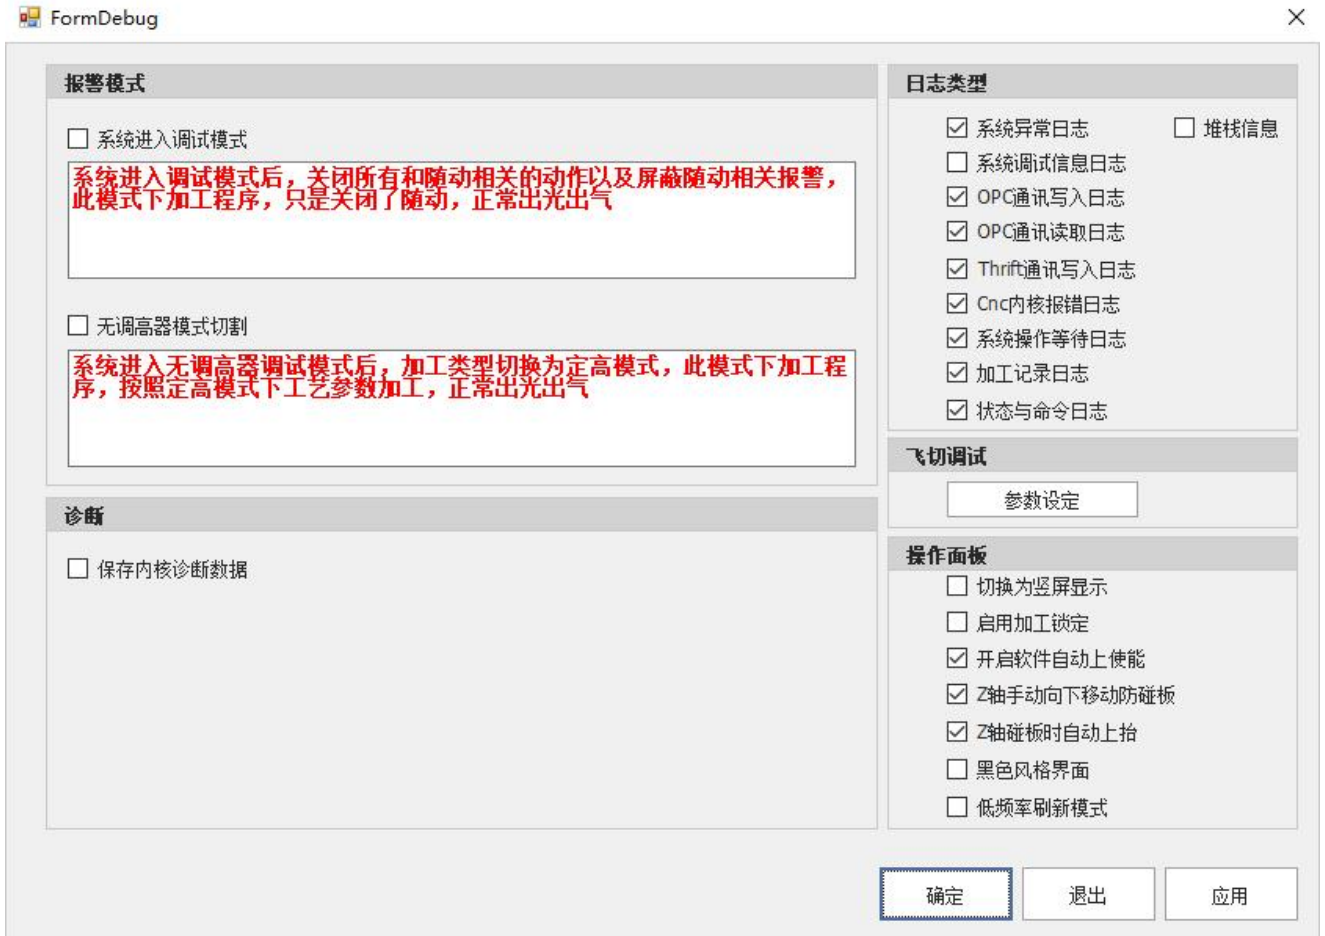 FormDebug
报警模式
系统进入调试模式
系统进入调试模式后，关闭所有和随动相关的动作以及屏蔽随动相关报警，
此模式下加工程序，只是关闭了随动，正常出光出气
无调高器模式切割
系统进入无调高器调试模式后，加工类型切换为定高模式，此模式下加工程
序，按照定高模式下工艺参数加工，正常出光出气
诊断
保存内核诊断数据
日志类型
系统异常日志 堆栈信息
系统调试信息日志
OPC通讯写入日志
OPC通讯读取日志
Thrift通讯写入日志
Cnc内核报错日志
系统操作等待日志
加工记录日志
状态与命令日志
飞切调试
参数设定
操作面板
切换为竖屏显示
启用加工锁定
开启软件自动上使能
Z轴手动向下移动防碰板
Z轴碰板时自动上抬
黑色风格界面
低频率刷新模式
确定 退出 应用